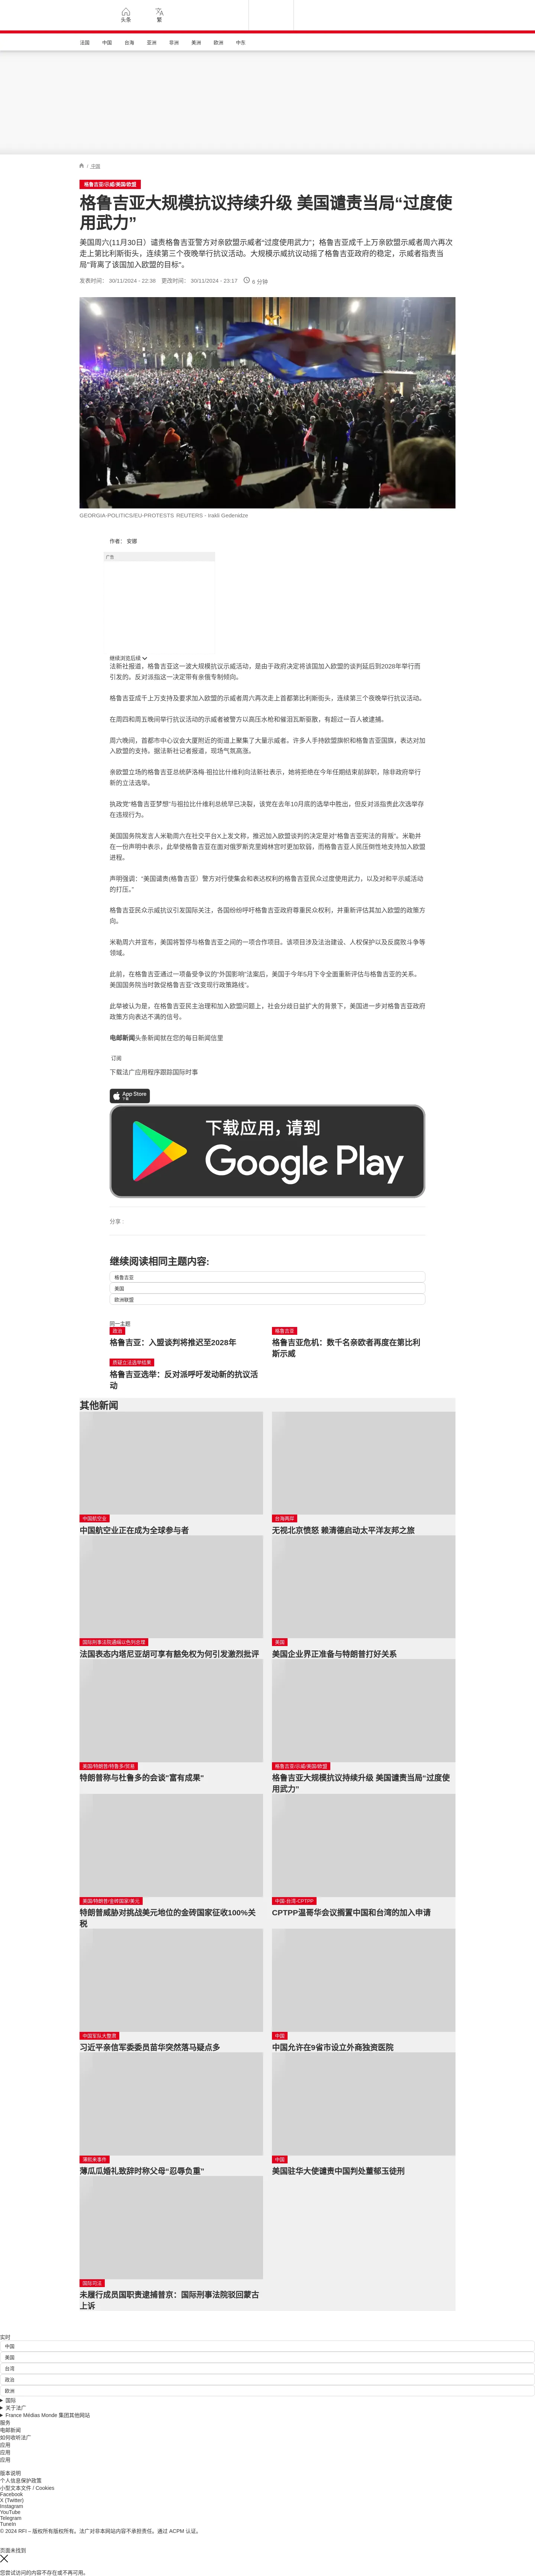 头条
繁
法国
中国
台海
亚洲
非洲
美洲
欧洲
中东
/ 中国
格鲁吉亚/示威/美国/欧盟
格鲁吉亚大规模抗议持续升级 美国谴责当局“过度使
用武力”
美国周六(11月30日）谴责格鲁吉亚警方对亲欧盟示威者“过度使用武力”；格鲁吉亚成千上万亲欧盟示威者周六再次
走上第比利斯街头，连续第三个夜晚举行抗议活动。大规模示威抗议动摇了格鲁吉亚政府的稳定，示威者指责当
局“背离了该国加入欧盟的目标”。
发表时间： 30/11/2024 - 22:38 更改时间： 30/11/2024 - 23:17 6 分钟
GEORGIA-POLITICS/EU-PROTESTS REUTERS - Irakli Gedenidze
作者： 安娜
广告
继续浏览后续
法新社报道，格鲁吉亚这一波大规模抗议示威活动，是由于政府决定将该国加入欧盟的谈判延后到2028年举行而
引发的。反对派指这一决定带有亲俄专制倾向。
格鲁吉亚成千上万支持及要求加入欧盟的示威者周六再次走上首都第比利斯街头，连续第三个夜晚举行抗议活动。
在周四和周五晚间举行抗议活动的示威者被警方以高压水枪和催泪瓦斯驱散，有超过一百人被逮捕。
周六晚间，首都市中心议会大厦附近的街道上聚集了大量示威者。许多人手持欧盟旗帜和格鲁吉亚国旗，表达对加
入欧盟的支持。据法新社记者报道，现场气氛高涨。
亲欧盟立场的格鲁吉亚总统萨洛梅·祖拉比什维利向法新社表示，她将拒绝在今年任期结束前辞职，除非政府举行
新的立法选举。
执政党“格鲁吉亚梦想”与祖拉比什维利总统早已决裂，该党在去年10月底的选举中胜出，但反对派指责此次选举存
在违规行为。
美国国务院发言人米勒周六在社交平台X上发文称，推迟加入欧盟谈判的决定是对“格鲁吉亚宪法的背叛”。米勒并
在一份声明中表示，此举使格鲁吉亚在面对俄罗斯克里姆林宫时更加软弱，而格鲁吉亚人民压倒性地支持加入欧盟
进程。
声明强调：“美国谴责(格鲁吉亚）警方对行使集会和表达权利的格鲁吉亚民众过度使用武力，以及对和平示威活动
的打压。”
格鲁吉亚民众示威抗议引发国际关注，各国纷纷呼吁格鲁吉亚政府尊重民众权利，并重新评估其加入欧盟的政策方
向。
米勒周六并宣布，美国将暂停与格鲁吉亚之间的一项合作项目。该项目涉及法治建设、人权保护以及反腐败斗争等
领域。
此前，在格鲁吉亚通过一项备受争议的“外国影响”法案后，美国于今年5月下令全面重新评估与格鲁吉亚的关系。
美国国务院当时敦促格鲁吉亚“改变现行政策路线”。
此举被认为是，在格鲁吉亚民主治理和加入欧盟问题上，社会分歧日益扩大的背景下，美国进一步对格鲁吉亚政府
政策方向表达不满的信号。
电邮新闻头条新闻就在您的每日新闻信里
订阅
下载法广应用程序跟踪国际时事
App Store
下载
下载应用，请到
Google Play
分享 :
继续阅读相同主题内容:
格鲁吉亚
美国
欧洲联盟
同一主题
政治
格鲁吉亚：入盟谈判将推迟至2028年
格鲁吉亚
格鲁吉亚危机：数千名亲欧者再度在第比利
斯示威
质疑立法选举结果
格鲁吉亚选举：反对派呼吁发动新的抗议活
动
其他新闻
中国航空业
中国航空业正在成为全球参与者
台海两岸
无视北京愤怒 赖清德启动太平洋友邦之旅
国际刑事法院通缉以色列总理
法国表态内塔尼亚胡可享有豁免权为何引发激烈批评
美国
美国企业界正准备与特朗普打好关系
美国/特朗普/特鲁多/贸易
特朗普称与杜鲁多的会谈“富有成果”
格鲁吉亚/示威/美国/欧盟
格鲁吉亚大规模抗议持续升级 美国谴责当局“过度使
用武力”
美国/特朗普/金砖国家/美元
特朗普威胁对挑战美元地位的金砖国家征收100%关
税
中国-台湾-CPTPP
CPTPP温哥华会议搁置中国和台湾的加入申请
中国军队大整肃
习近平亲信军委委员苗华突然落马疑点多
中国
中国允许在9省市设立外商独资医院
薄熙来事件
薄瓜瓜婚礼致辞时称父母“忍辱负重”
中国
美国驻华大使谴责中国判处董郁玉徒刑
国际司法
未履行成员国职责逮捕普京：国际刑事法院驳回蒙古
上诉
实时
中国
美国
台湾
政治
欧洲
国际
关于法广
France Médias Monde 集团其他网站
服务
电邮新闻
如何收听法广
应用
应用
应用
版本说明
个人信息保护政策
小型文本文件 / Cookies
Facebook
X (Twitter)
Instagram
YouTube
Telegram
TuneIn
© 2024 RFI – 版权所有版权所有。法广对非本网站内容不承担责任。通过 ACPM 认证。
页面未找到
您尝试访问的内容不存在或不再可用。